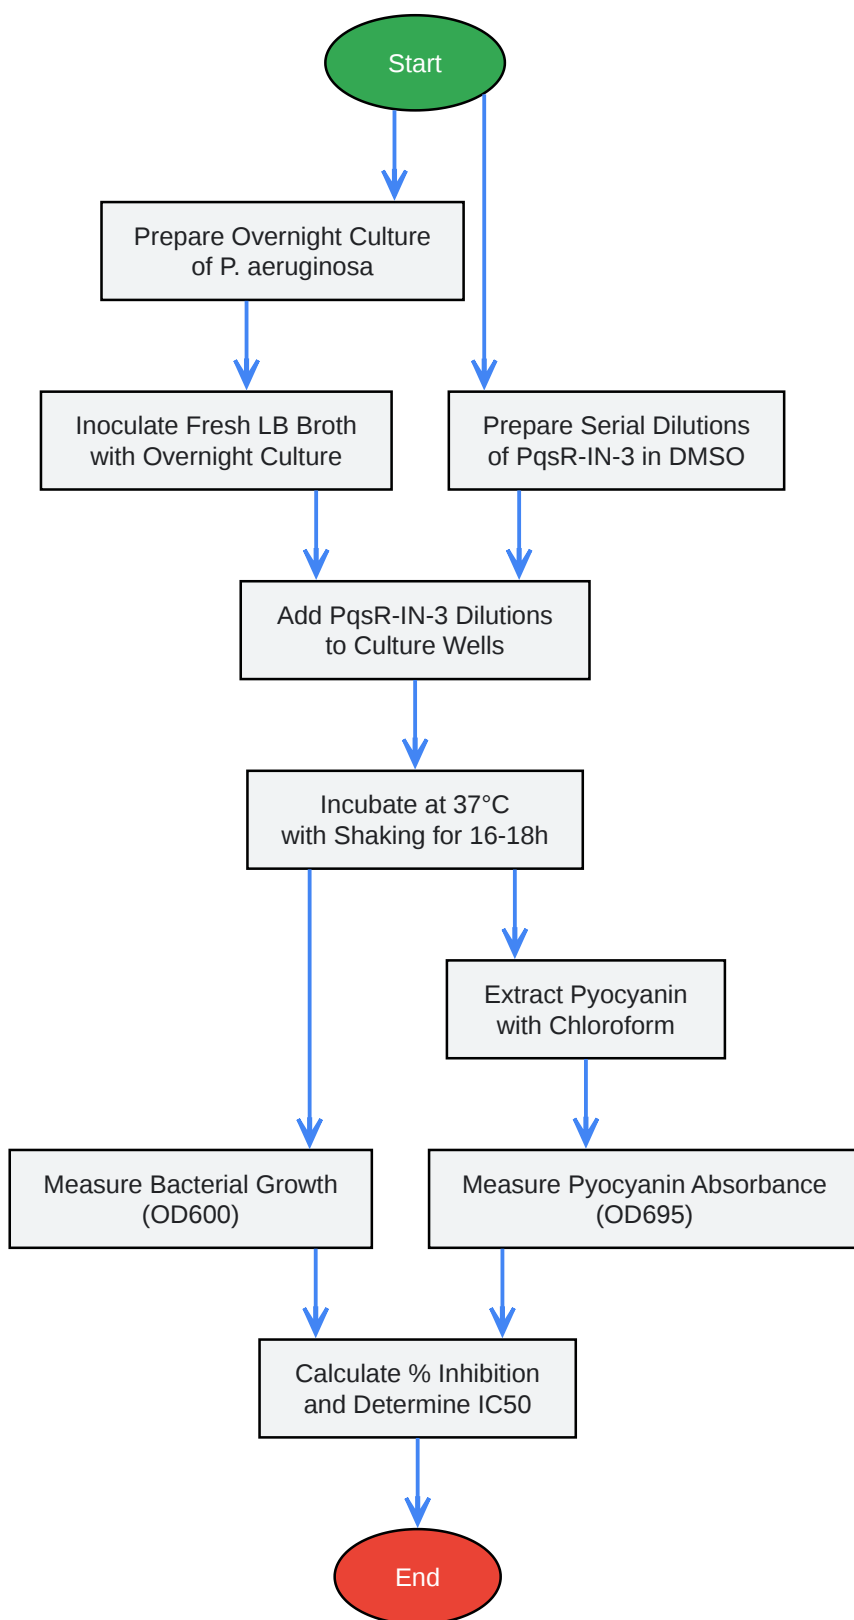 Start
Prepare Overnight Culture
of P. aeruginosa
Inoculate Fresh LB Broth
with Overnight Culture
Prepare Serial Dilutions
of PqsR-IN-3 in DMSO
Add PqsR-IN-3 Dilutions
to Culture Wells
Incubate at 37°C
with Shaking for 16-18h
Extract Pyocyanin
with Chloroform
Measure Bacterial Growth
(OD600)
Measure Pyocyanin Absorbance
(OD695)
Calculate % Inhibition
and Determine IC50
End